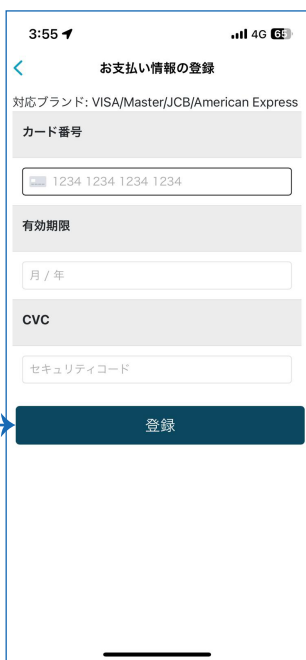 3:55 4G 65
お支払い情報の登録
対応ブランド: VISA/Master/JCB/American Express
カード番号
1234 1234 1234 1234
有効期限
月 / 年
CVC
セキュリティコード
登録